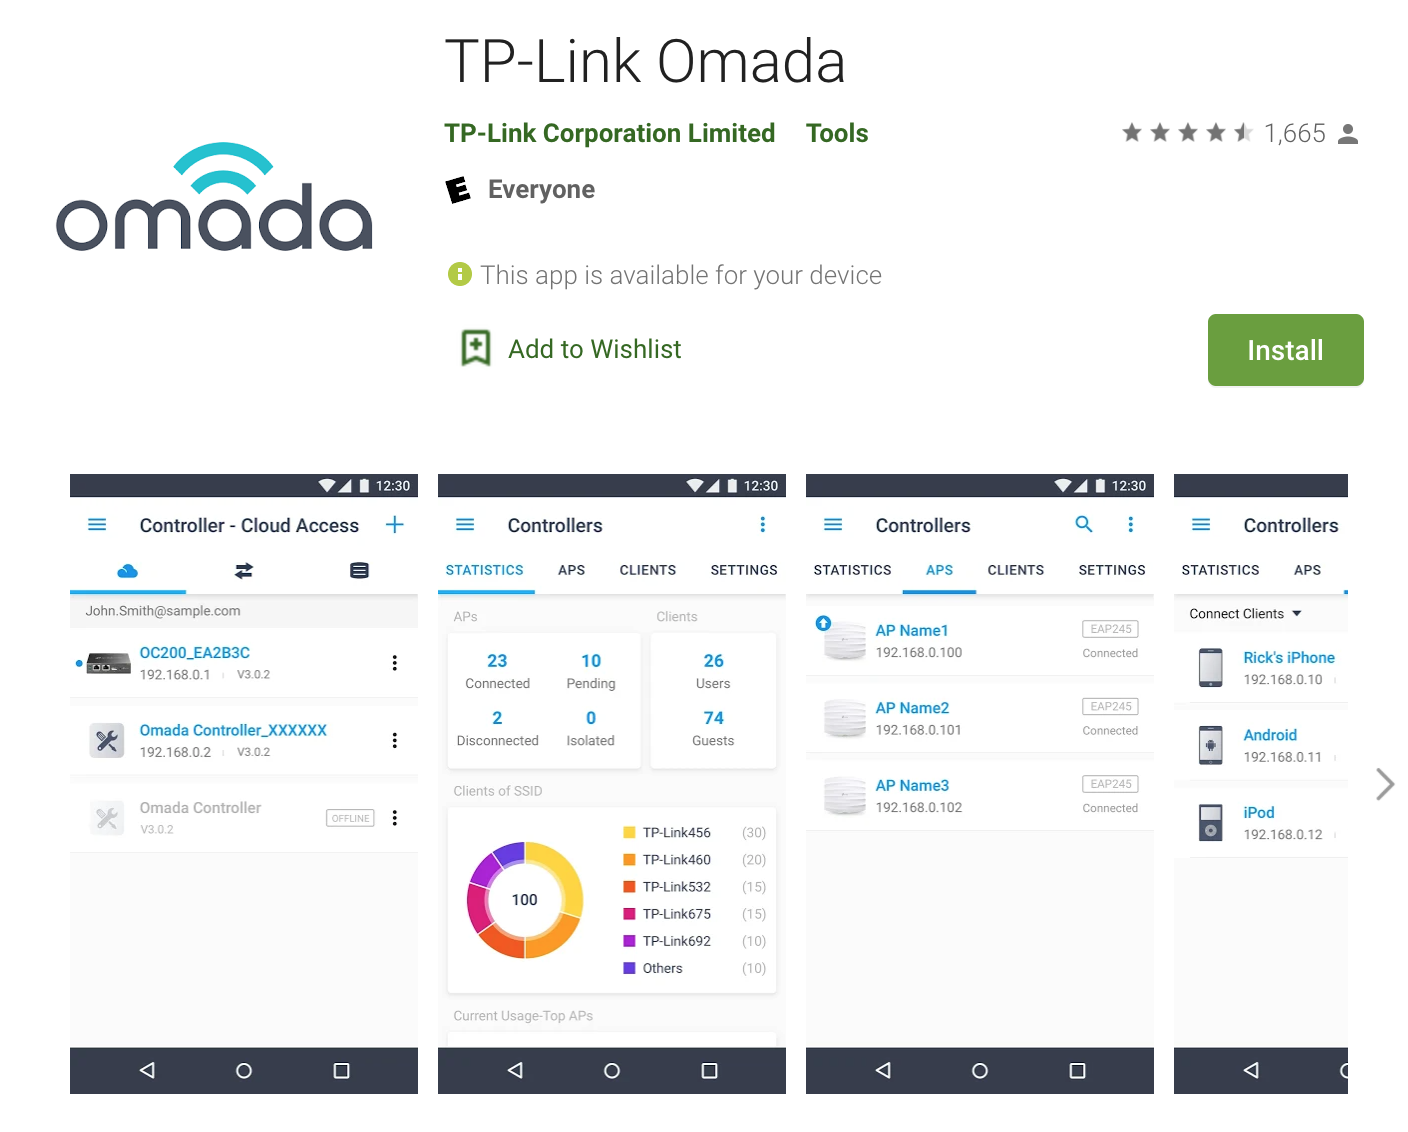 TP-Link Omada
TP-Link Corporation Limited Tools 1,665
E Everyone
omada
This app is available for your device
Add to Wishlist
Install
12:30
Controller - Cloud Access
John.Smith@sample.com
OC200_EA2B3C
192.168.0.1 V3.0.2
Omada Controller_XXXXXX
192.168.0.2 V3.0.2
Omada Controller
OFFLINE
V3.0.2
12:30
Controllers
STATISTICS APS CLIENTS SETTINGS
APs Clients
23 10 26
Connected Pending Users
2 0 74
Disconnected Isolated Guests
Clients of SSID
100
TP-Link456 (30)
TP-Link460 (20)
TP-Link532 (15)
TP-Link675 (15)
TP-Link692 (10)
Others (10)
Current Usage-Top APs
12:30
Controllers
STATISTICS APS CLIENTS SETTINGS
AP Name1 EAP245
192.168.0.100 Connected
AP Name2 EAP245
192.168.0.101 Connected
AP Name3 EAP245
192.168.0.102 Connected
Controllers
STATISTICS APS
Connect Clients
Rick's iPhone
192.168.0.10
Android
192.168.0.11
iPod
192.168.0.12